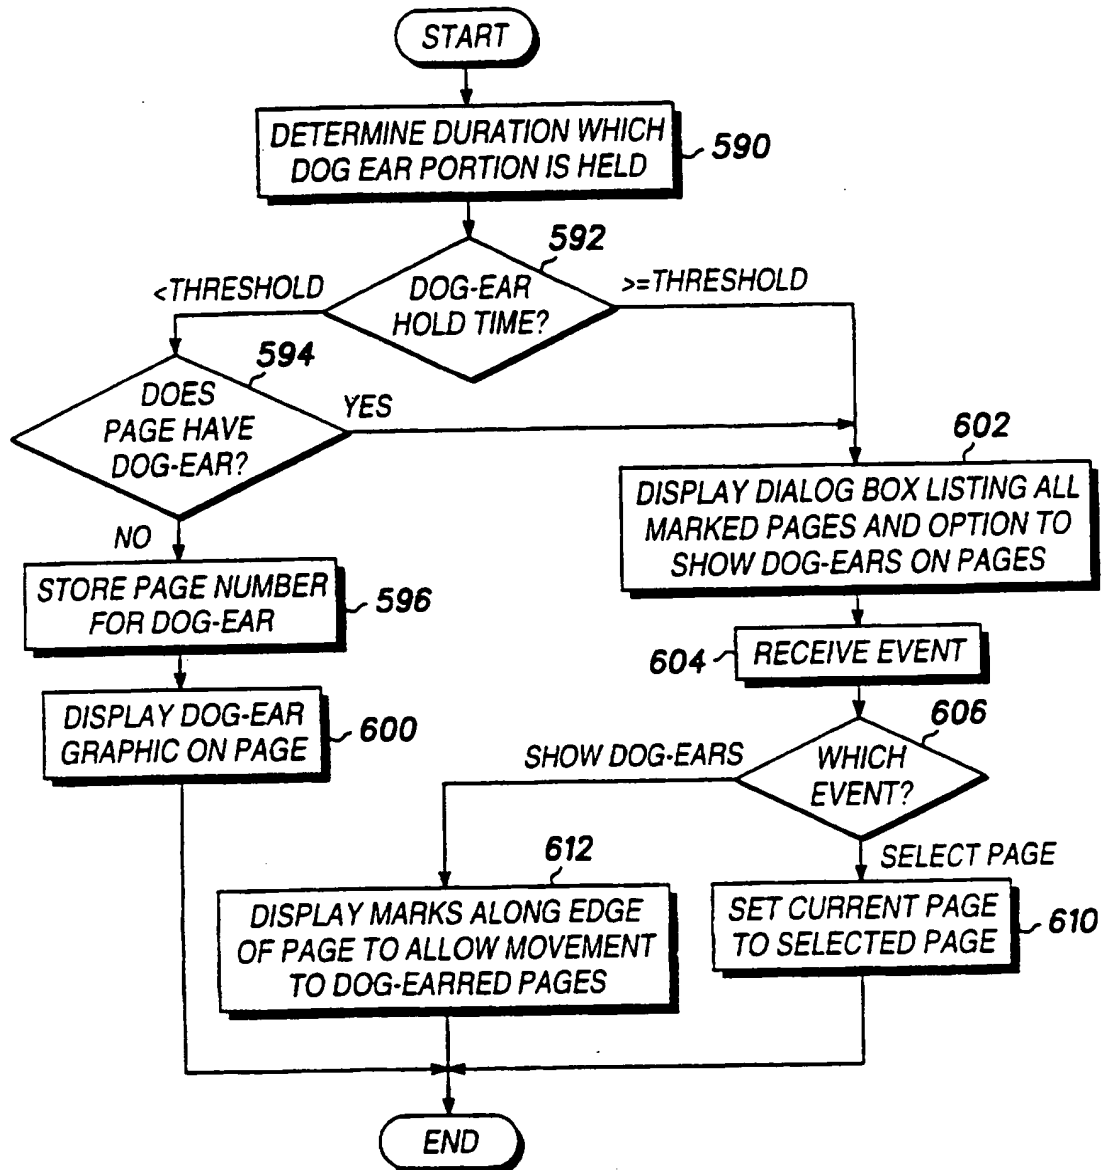 START
DETERMINE DURATION WHICH
DOG EAR PORTION IS HELD
590
592
<THRESHOLD
DOG-EAR
HOLD TIME?
>=THRESHOLD
594
DOES
PAGE HAVE
DOG-EAR?
YES
602
DISPLAY DIALOG BOX LISTING ALL
MARKED PAGES AND OPTION TO
SHOW DOG-EARS ON PAGES
NO
STORE PAGE NUMBER
FOR DOG-EAR
596
604
RECEIVE EVENT
DISPLAY DOG-EAR
GRAPHIC ON PAGE
600
606
SHOW DOG-EARS
WHICH
EVENT?
SELECT PAGE
612
DISPLAY MARKS ALONG EDGE
OF PAGE TO ALLOW MOVEMENT
TO DOG-EARRED PAGES
SET CURRENT PAGE
TO SELECTED PAGE
610
END